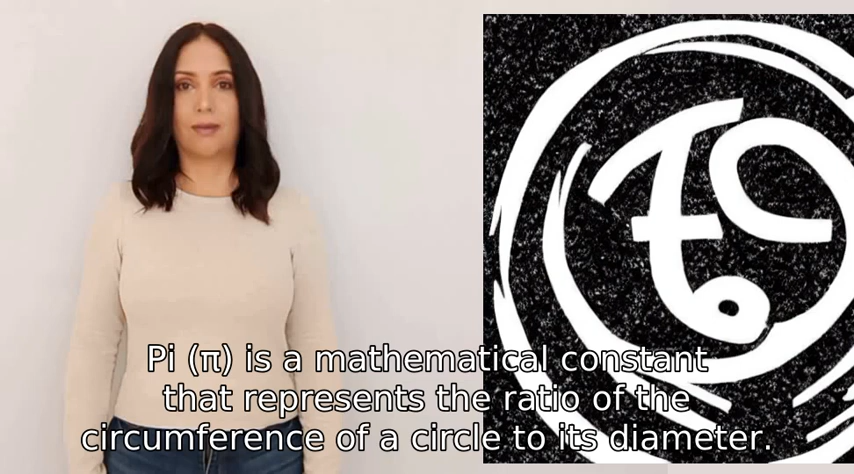 Pi (π) is a mathematical constant
that represents the ratio of the
circumference of a circle to its diameter.